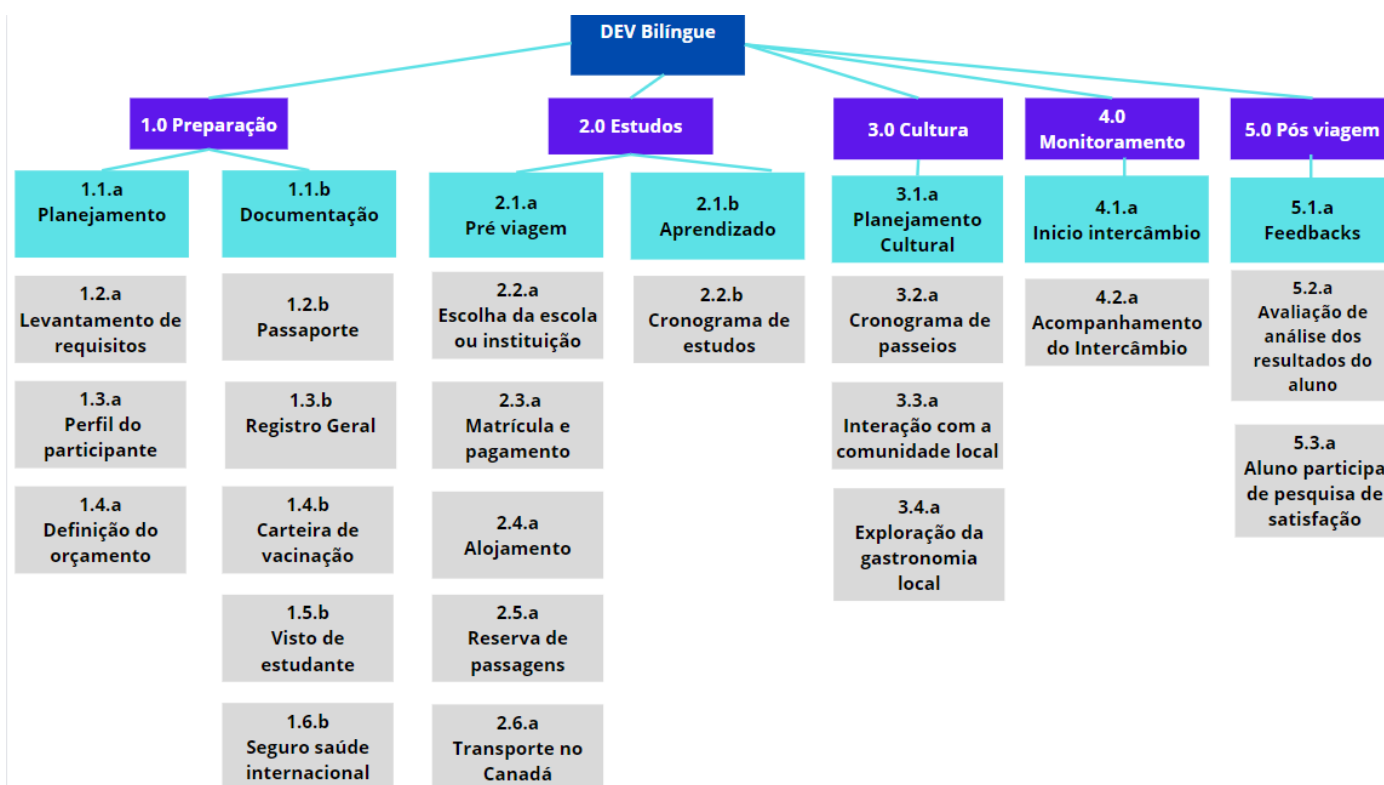 DEV Bilíngue
1.0 Preparação
2.0 Estudos
3.0 Cultura
4.0
Monitoramento
5.0 Pós viagem
1.1.a
Planejamento
1.1.b
Documentação
2.1.a
Pré viagem
2.1.b
Aprendizado
3.1.a
Planejamento
Cultural
4.1.a
Inicio intercâmbio
5.1.a
Feedbacks
1.2.a
Levantamento de
requisitos
1.2.b
Passaporte
2.2.a
Escolha da escola
ou instituição
2.2.b
Cronograma de
estudos
3.2.a
Cronograma de
passeios
4.2.a
Acompanhamento
do Intercâmbio
5.2.a
Avaliação de
análise dos
resultados do
aluno
1.3.a
Perfil do
participante
1.3.b
Registro Geral
2.3.a
Matrícula e
pagamento
3.3.a
Interação com a
comunidade local
5.3.a
Aluno participa
de pesquisa de
satisfação
1.4.a
Definição do
orçamento
1.4.b
Carteira de
vacinação
2.4.a
Alojamento
3.4.a
Exploração da
gastronomia
local
1.5.b
Visto de
estudante
2.5.a
Reserva de
passagens
1.6.b
Seguro saúde
internacional
2.6.a
Transporte no
Canadá